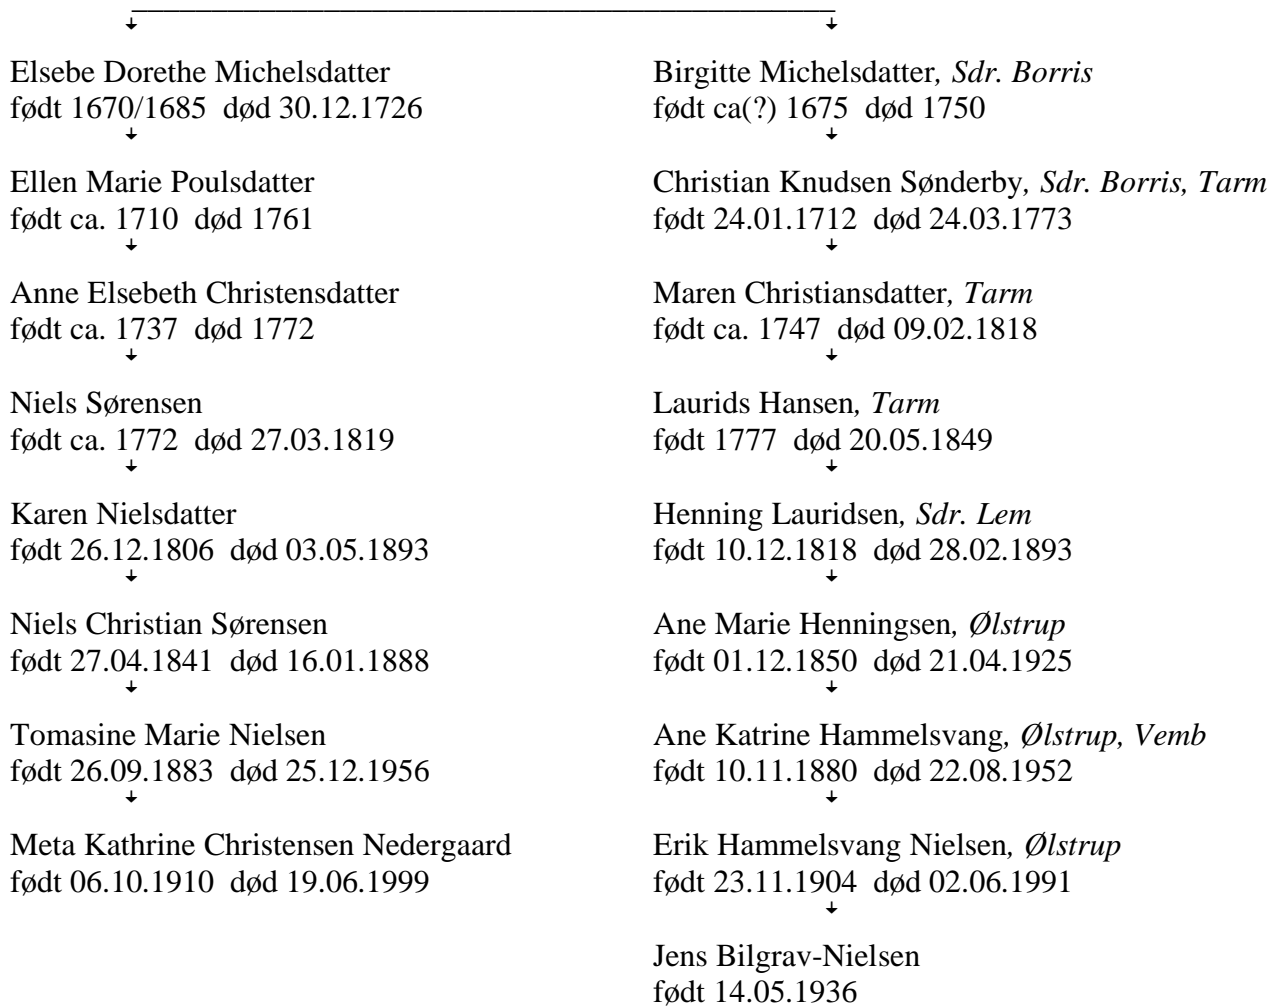 Elsebe Dorethe Michelsdatter
født 1670/1685 død 30.12.1726
Ellen Marie Poulsdatter
født ca. 1710 død 1761
Anne Elsebeth Christensdatter
født ca. 1737 død 1772
Niels Sørensen
født ca. 1772 død 27.03.1819
Karen Nielsdatter
født 26.12.1806 død 03.05.1893
Niels Christian Sørensen
født 27.04.1841 død 16.01.1888
Tomasine Marie Nielsen
født 26.09.1883 død 25.12.1956
Meta Kathrine Christensen Nedergaard
født 06.10.1910 død 19.06.1999
Birgitte Michelsdatter, Sdr. Borris
født ca(?) 1675 død 1750
Christian Knudsen Sønderby, Sdr. Borris, Tarm
født 24.01.1712 død 24.03.1773
Maren Christiansdatter, Tarm
født ca. 1747 død 09.02.1818
Laurids Hansen, Tarm
født 1777 død 20.05.1849
Henning Lauridsen, Sdr. Lem
født 10.12.1818 død 28.02.1893
Ane Marie Henningsen, Ølstrup
født 01.12.1850 død 21.04.1925
Ane Katrine Hammelsvang, Ølstrup, Vemb
født 10.11.1880 død 22.08.1952
Erik Hammelsvang Nielsen, Ølstrup
født 23.11.1904 død 02.06.1991
Jens Bilgrav-Nielsen
født 14.05.1936